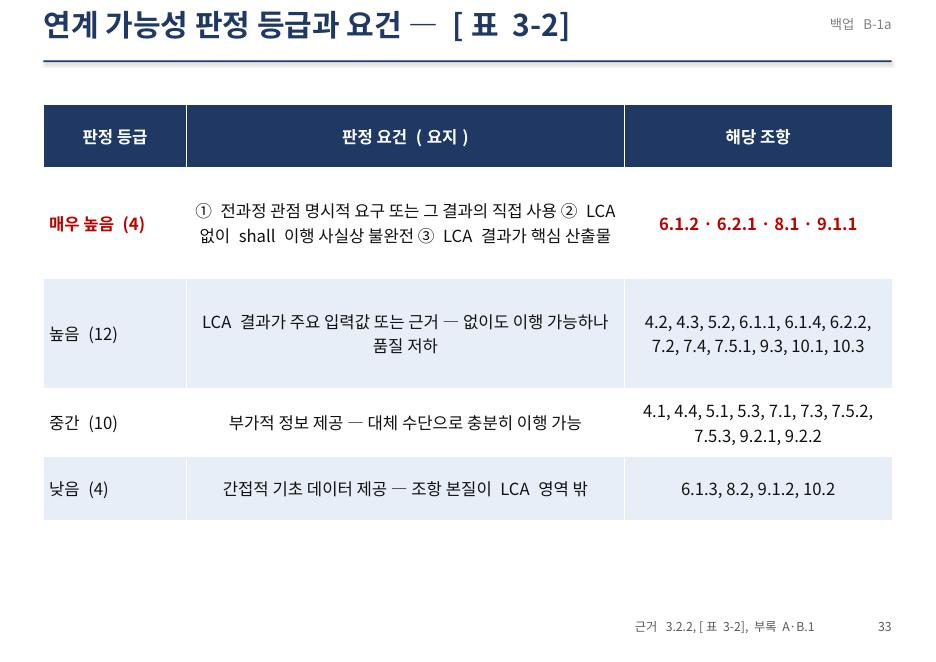 연계 가능성 판정 등급과 요건 — [ 표 3-2]
백업 B-1a
판정 등급
판정 요건 ( 요지 )
해당 조항
매우 높음 (4)
① 전과정 관점 명시적 요구 또는 그 결과의 직접 사용 ② LCA
없이 shall 이행 사실상 불완전 ③ LCA 결과가 핵심 산출물
6.1.2 · 6.2.1 · 8.1 · 9.1.1
높음 (12)
LCA 결과가 주요 입력값 또는 근거 — 없이도 이행 가능하나
품질 저하
4.2, 4.3, 5.2, 6.1.1, 6.1.4, 6.2.2,
7.2, 7.4, 7.5.1, 9.3, 10.1, 10.3
중간 (10)
부가적 정보 제공 — 대체 수단으로 충분히 이행 가능
4.1, 4.4, 5.1, 5.3, 7.1, 7.3, 7.5.2,
7.5.3, 9.2.1, 9.2.2
낮음 (4)
간접적 기초 데이터 제공 — 조항 본질이 LCA 영역 밖
6.1.3, 8.2, 9.1.2, 10.2
근거 3.2.2, [ 표 3-2], 부록 A·B.1
33